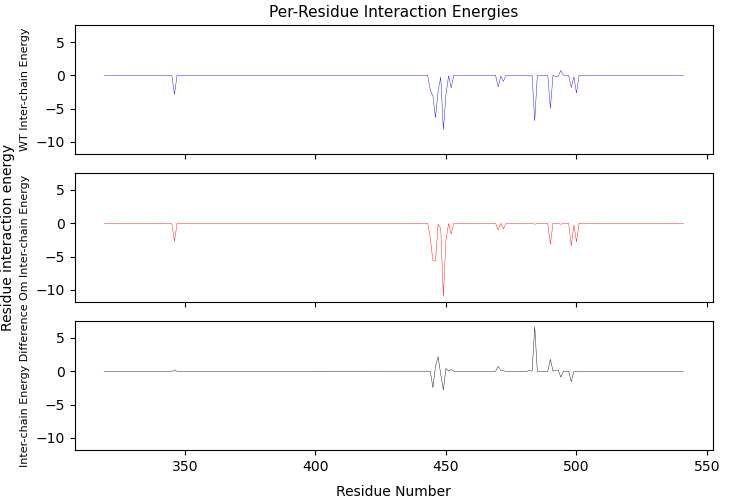 Per-Residue Interaction Energies
WT Inter-chain Energy
5
0
−5
−10
Residue interaction energy
Om Inter-chain Energy
5
0
−5
−10
Inter-chain Energy Difference
5
0
−5
−10
350
400
450
500
550
Residue Number